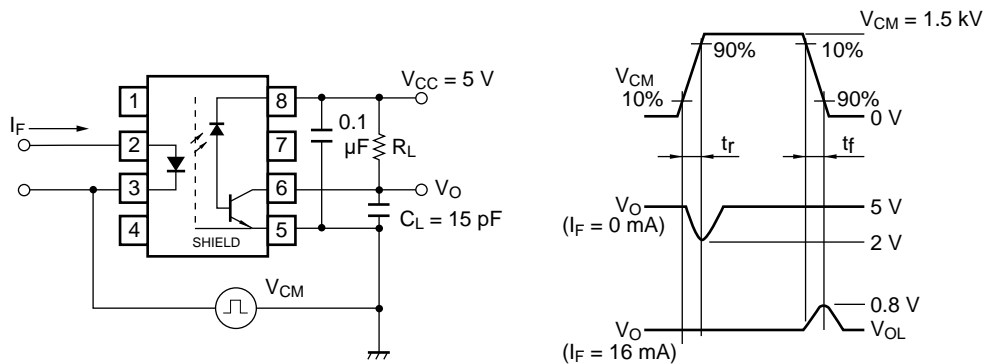 I_F
1
2
3
4
8
7
6
5
SHIELD
0.1
µF
R_L
V_CC = 5 V
V_O
C_L = 15 pF
V_CM
V_CM = 1.5 kV
90%
10%
V_CM
10%
90%
0 V
t_r
t_f
V_O
(I_F = 0 mA)
5 V
2 V
0.8 V
V_O
V_OL
(I_F = 16 mA)